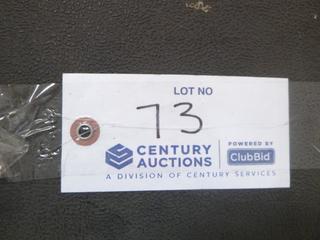 LOT NO
73
CENTURY AUCTIONS
POWERED BY
ClubBid
A DIVISION OF CENTURY SERVICES